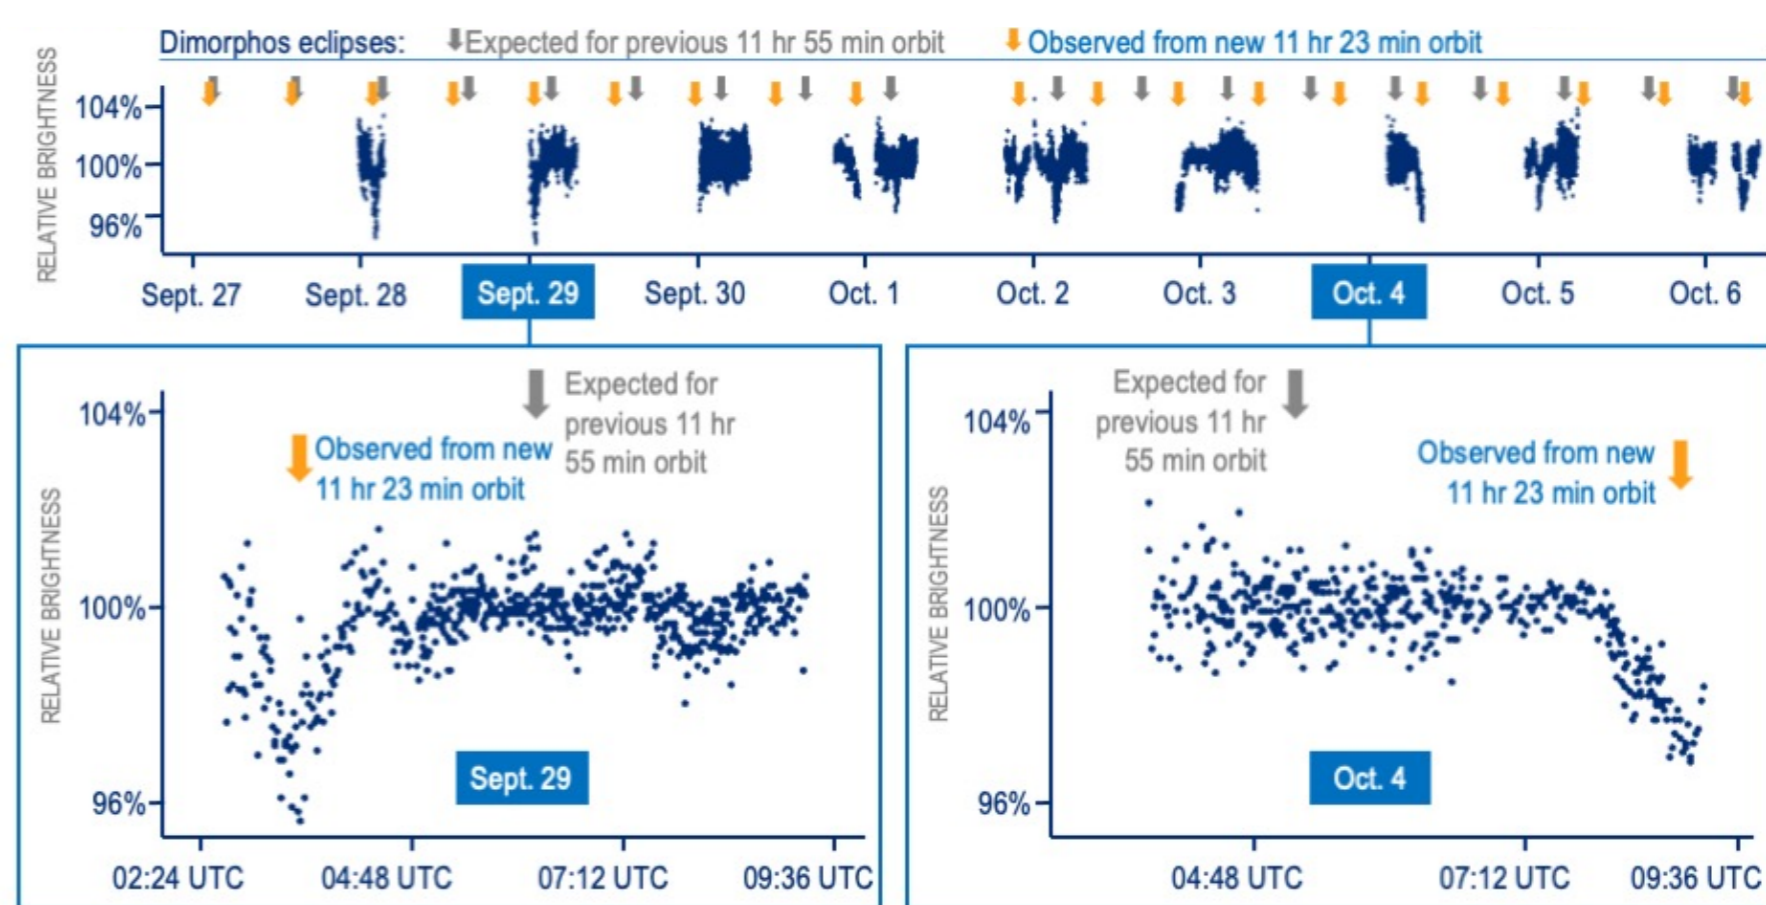 Dimorphos eclipses: Expected for previous 11 hr 55 min orbit Observed from new 11 hr 23 min orbit
RELATIVE BRIGHTNESS
104%
100%
96%
Sept. 27 Sept. 28 Sept. 29 Sept. 30 Oct. 1 Oct. 2 Oct. 3 Oct. 4 Oct. 5 Oct. 6
Expected for
previous 11 hr
55 min orbit
Observed from new
11 hr 23 min orbit
RELATIVE BRIGHTNESS
104%
100%
96%
Sept. 29
02:24 UTC 04:48 UTC 07:12 UTC 09:36 UTC
Expected for
previous 11 hr
55 min orbit
Observed from new
11 hr 23 min orbit
RELATIVE BRIGHTNESS
104%
100%
96%
Oct. 4
04:48 UTC 07:12 UTC 09:36 UTC